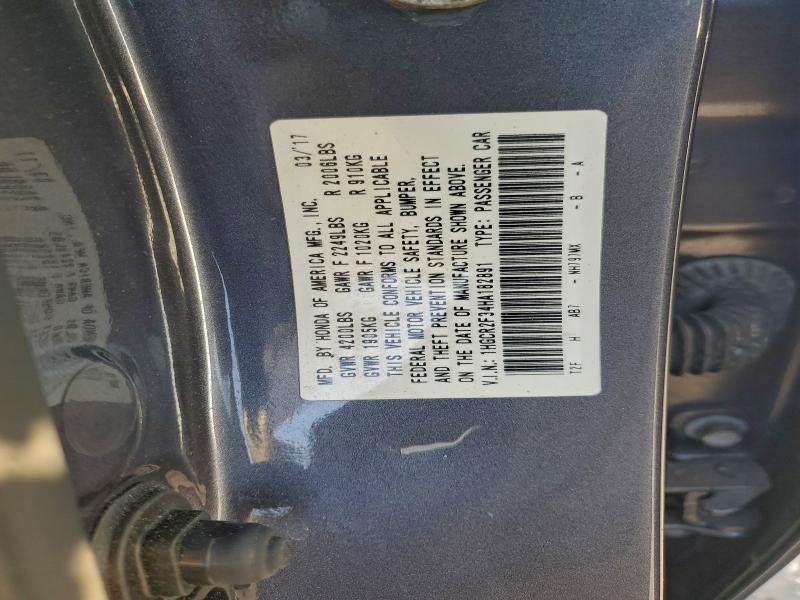 MFD. BY HONDA OF AMERICA MFG., INC. 03/17
GVWR 4200LBS GAWR F 2249LBS R 2006LBS
GVWR 1905KG GAWR F 1020KG R 910KG
THIS VEHICLE CONFORMS TO ALL APPLICABLE
FEDERAL MOTOR VEHICLE SAFETY, BUMPER,
AND THEFT PREVENTION STANDARDS IN EFFECT
ON THE DATE OF MANUFACTURE SHOWN ABOVE.
V.I.N.: 1HGCR2F34HA182891 TYPE: PASSENGER CAR
T2F H AB7 - NH797MX - B - A